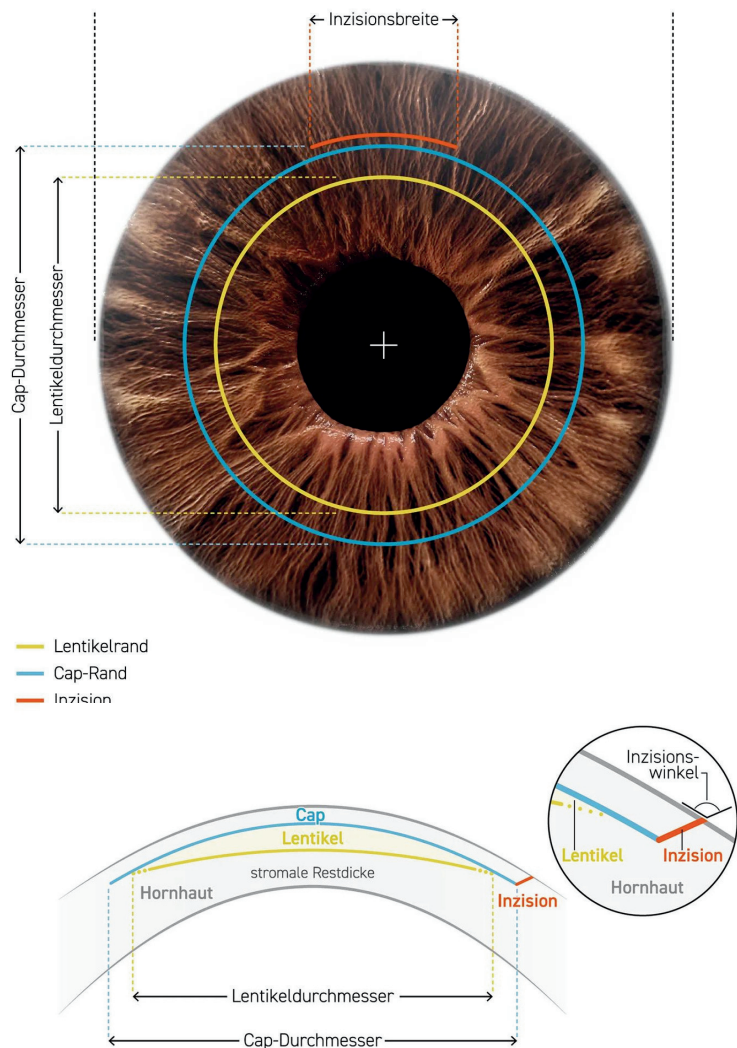 Inzisionsbreite
Cap-Durchmesser
Lentikeldurchmesser
Lentikelrand
Cap-Rand
Inzision
Inzisions-
winkel
Lentikel
Inzision
Hornhaut
Cap
Lentikel
stromale Restdicke
Hornhaut
Inzision
Lentikeldurchmesser
Cap-Durchmesser